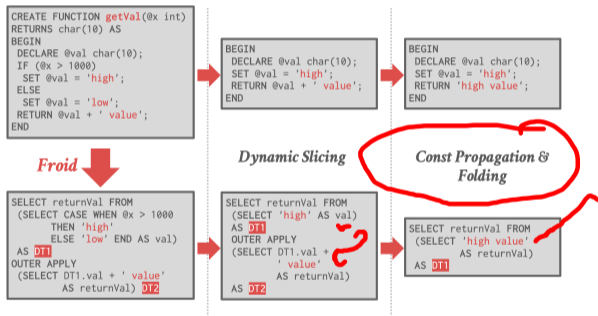 CREATE FUNCTION getVal(@x int)
RETURNS char(10) AS
BEGIN
DECLARE @val char(10);
IF (@x > 1000)
SET @val = 'high';
ELSE
SET @val = 'low';
RETURN @val + ' value';
END
BEGIN
DECLARE @val char(10);
SET @val = 'high';
RETURN @val + ' value';
END
BEGIN
DECLARE @val char(10);
SET @val = 'high';
RETURN 'high value';
END
Froid
Dynamic Slicing
Const Propagation &
Folding
SELECT returnVal FROM
(SELECT CASE WHEN @x > 1000
THEN 'high'
ELSE 'low' END AS val)
AS DT1
OUTER APPLY
(SELECT DT1.val + ' value'
AS returnVal) DT2
SELECT returnVal FROM
(SELECT 'high' AS val)
AS DT1
OUTER APPLY
(SELECT DT1.val +
' value'
AS returnVal)
AS DT2
SELECT returnVal FROM
(SELECT 'high value'
AS returnVal)
AS DT1